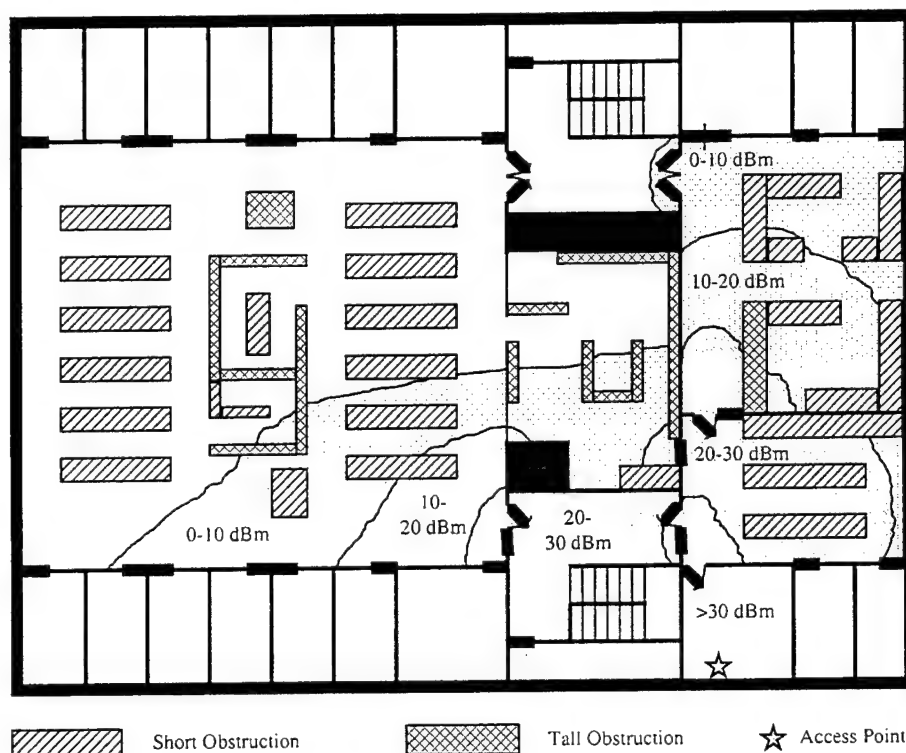 0-10 dBm
10-20 dBm
20-30 dBm
10-
20 dBm
20-
30 dBm
0-10 dBm
>30 dBm
Short Obstruction
Tall Obstruction
Access Point